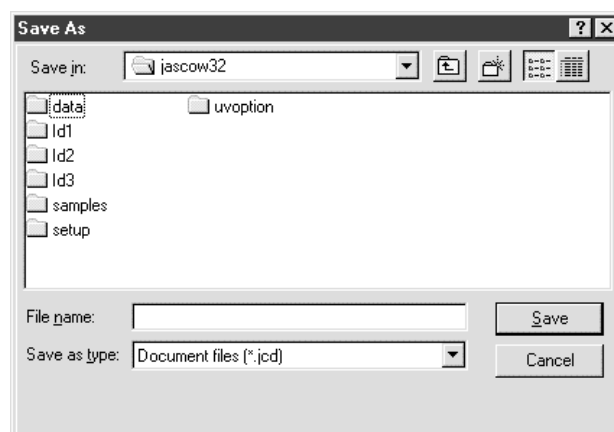 Save As
Save in: jascow32
data uvoption
ld1
ld2
ld3
samples
setup
File name: Save
Save as type: Document files (*.jcd) Cancel